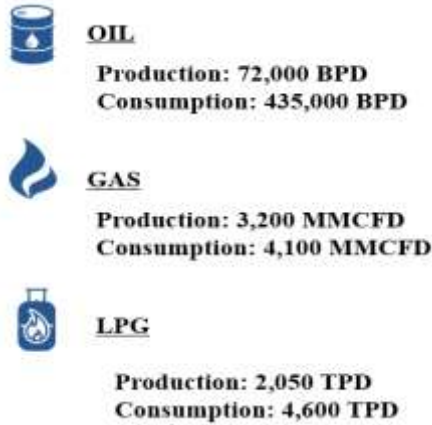 OIL
Production: 72,000 BPD
Consumption: 435,000 BPD
GAS
Production: 3,200 MMCFD
Consumption: 4,100 MMCFD
LPG
Production: 2,050 TPD
Consumption: 4,600 TPD